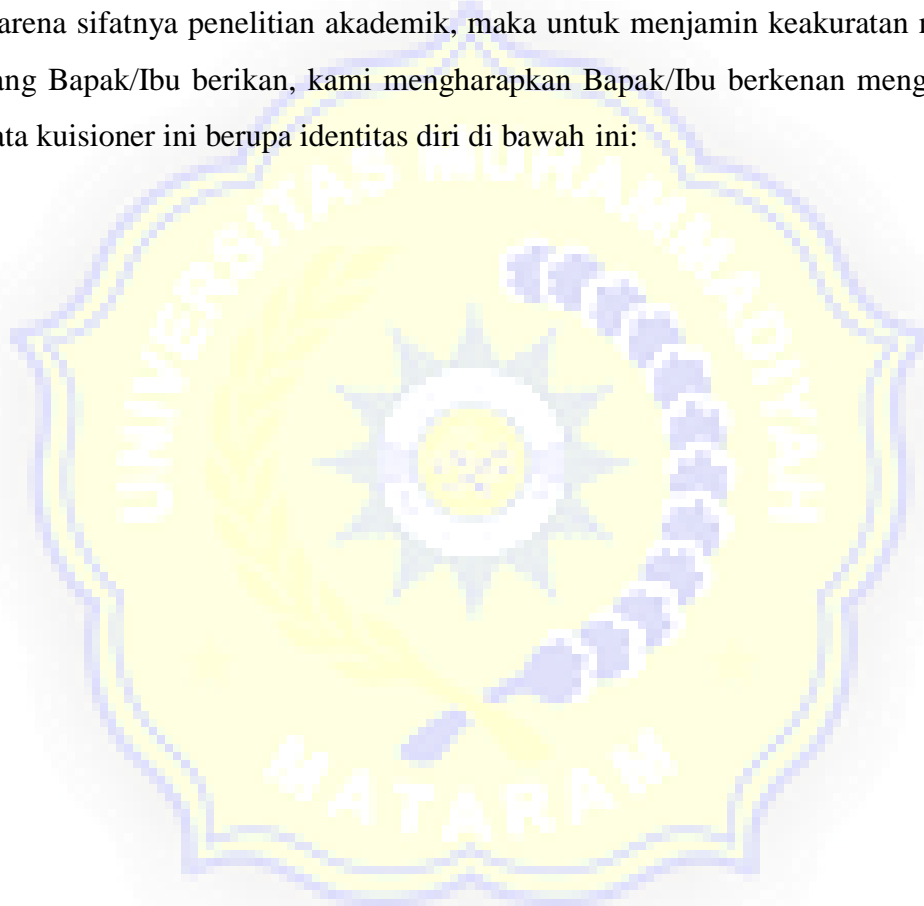 arena sifatnya penelitian akademik, maka untuk menjamin keakuratan
ang Bapak/Ibu berikan, kami mengharapkan Bapak/Ibu berkenan meng
ata kuisioner ini berupa identitas diri di bawah ini:
UNIVERSITAS MUHAMMADIYAH
MATARAM